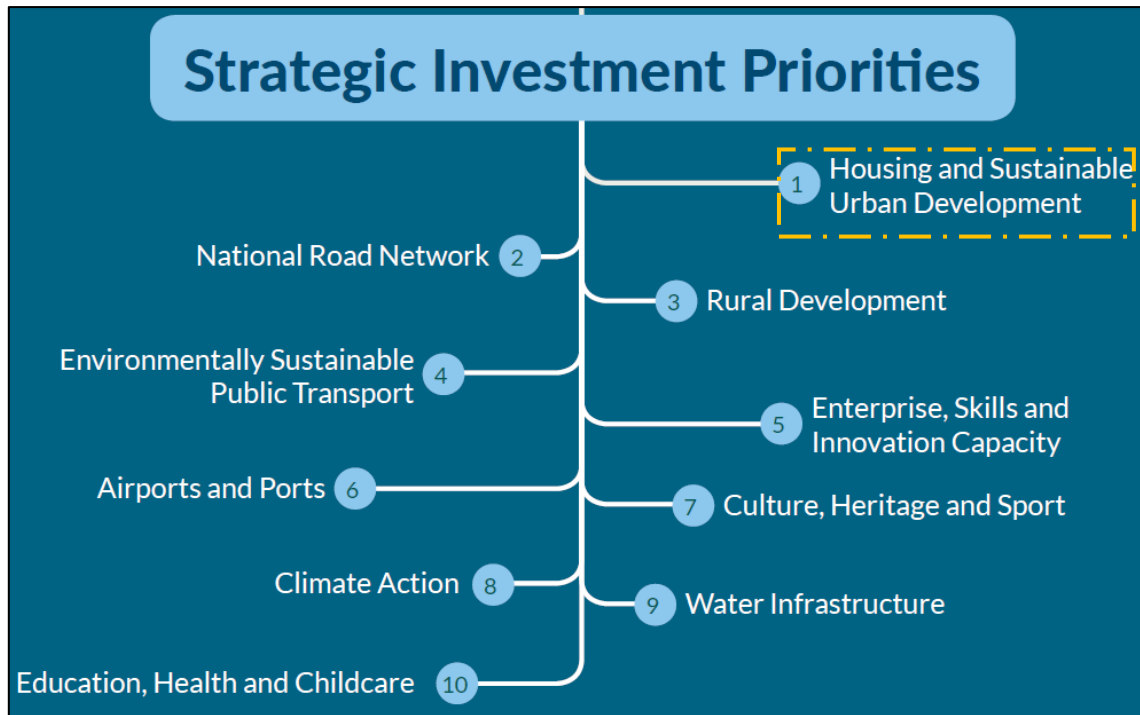 Strategic Investment Priorities
1 Housing and Sustainable
Urban Development
National Road Network 2
3 Rural Development
Environmentally Sustainable
Public Transport 4
5 Enterprise, Skills and
Innovation Capacity
Airports and Ports 6
7 Culture, Heritage and Sport
Climate Action 8
9 Water Infrastructure
Education, Health and Childcare 10